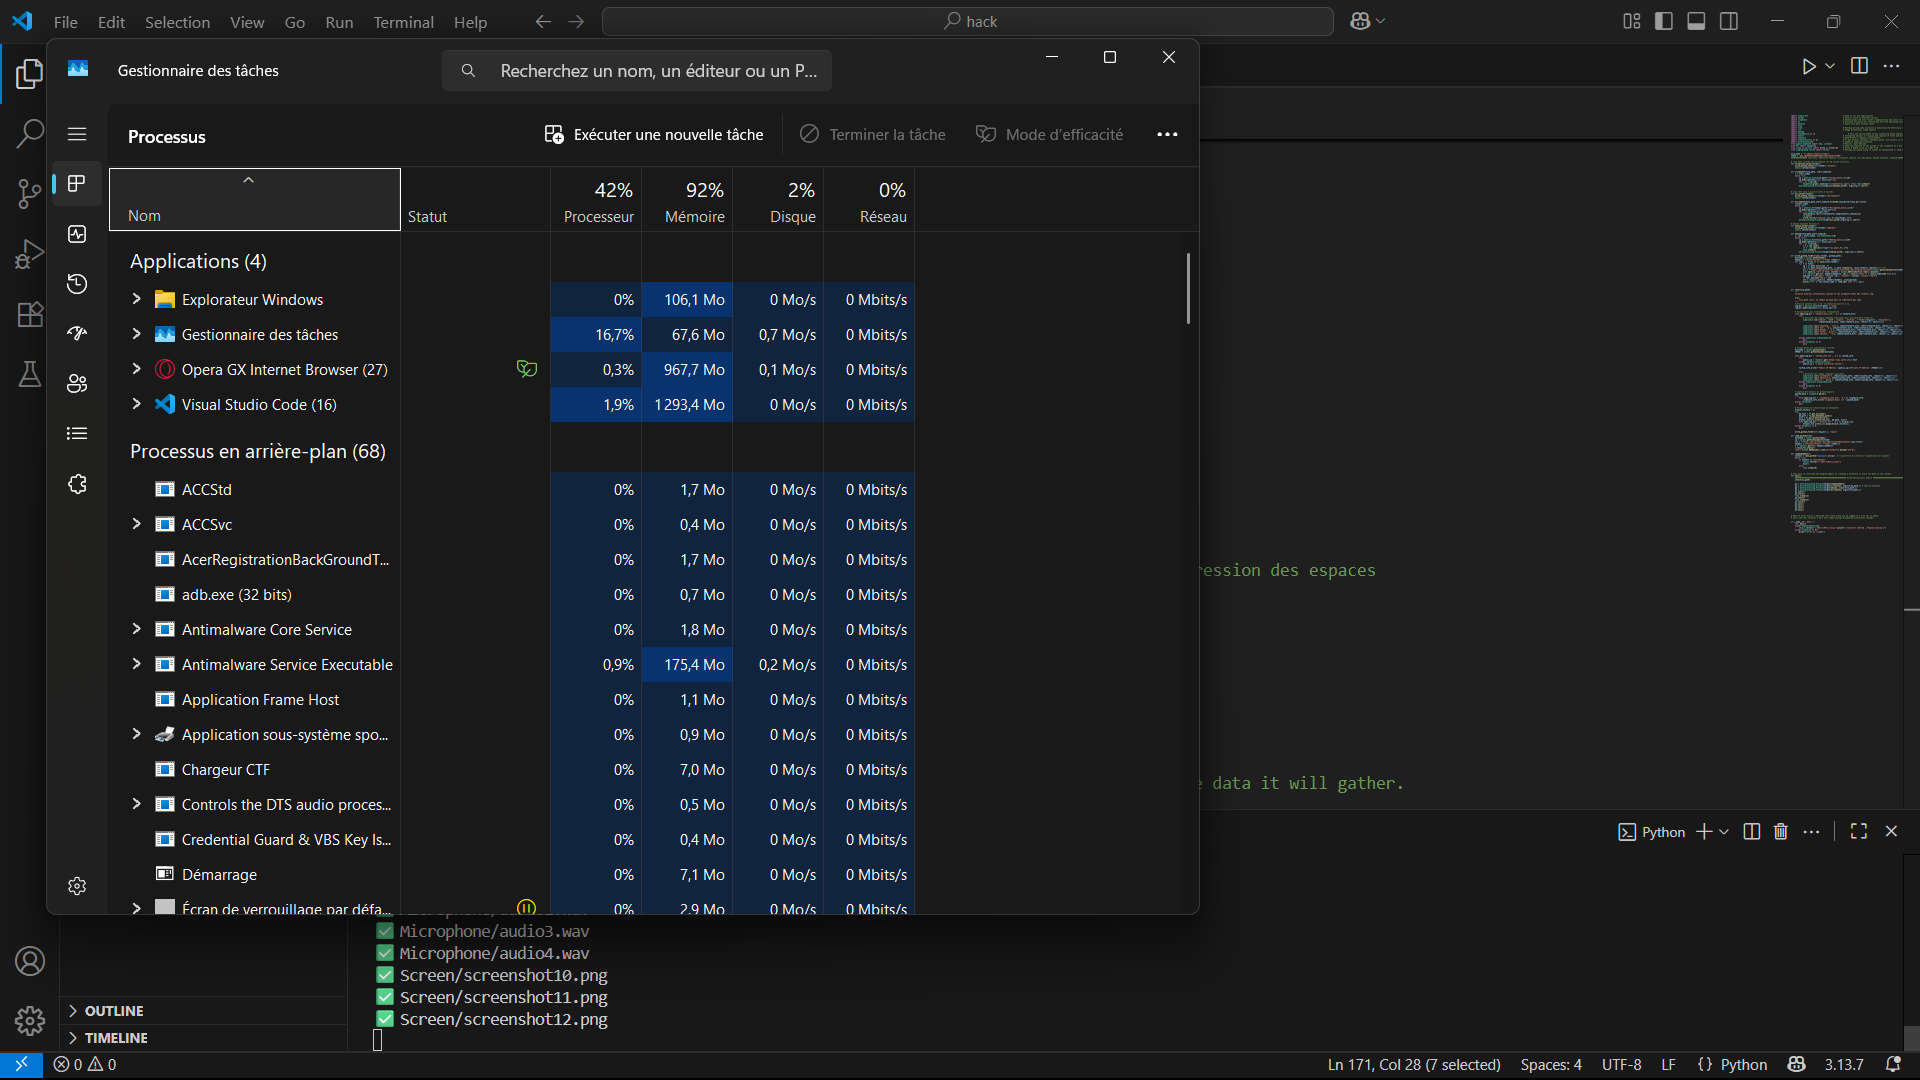 File Edit Selection View Go Run Terminal Help
hack
Gestionnaire des tâches
Recherchez un nom, un éditeur ou un P...
Processus
Exécuter une nouvelle tâche
Terminer la tâche
Mode d'efficacité
42% 92% 2% 0%
Nom Statut Processeur Mémoire Disque Réseau
Applications (4)
Explorateur Windows 0% 106,1 Mo 0 Mo/s 0 Mbits/s
Gestionnaire des tâches 16,7% 67,6 Mo 0,7 Mo/s 0 Mbits/s
Opera GX Internet Browser (27) 0,3% 967,7 Mo 0,1 Mo/s 0 Mbits/s
Visual Studio Code (16) 1,9% 1 293,4 Mo 0 Mo/s 0 Mbits/s
Processus en arrière-plan (68)
ACCStd 0% 1,7 Mo 0 Mo/s 0 Mbits/s
ACCSvc 0% 0,4 Mo 0 Mo/s 0 Mbits/s
AcerRegistrationBackGroundT... 0% 1,7 Mo 0 Mo/s 0 Mbits/s
adb.exe (32 bits) 0% 0,7 Mo 0 Mo/s 0 Mbits/s
Antimalware Core Service 0% 1,8 Mo 0 Mo/s 0 Mbits/s
Antimalware Service Executable 0,9% 175,4 Mo 0,2 Mo/s 0 Mbits/s
Application Frame Host 0% 1,1 Mo 0 Mo/s 0 Mbits/s
Application sous-système spo... 0% 0,9 Mo 0 Mo/s 0 Mbits/s
Chargeur CTF 0% 7,0 Mo 0 Mo/s 0 Mbits/s
Controls the DTS audio proces... 0% 0,5 Mo 0 Mo/s 0 Mbits/s
Credential Guard & VBS Key Is... 0% 0,4 Mo 0 Mo/s 0 Mbits/s
Démarrage 0% 7,1 Mo 0 Mo/s 0 Mbits/s
Écran de verrouillage par défa... 0% 2,9 Mo 0 Mo/s 0 Mbits/s
ression des espaces
data it will gather.
Python
Microphone/audio3.wav
Microphone/audio4.wav
Screen/screenshot10.png
Screen/screenshot11.png
Screen/screenshot12.png
OUTLINE
TIMELINE
0 0 Ln 171, Col 28 (7 selected) Spaces: 4 UTF-8 LF {} Python 3.13.7